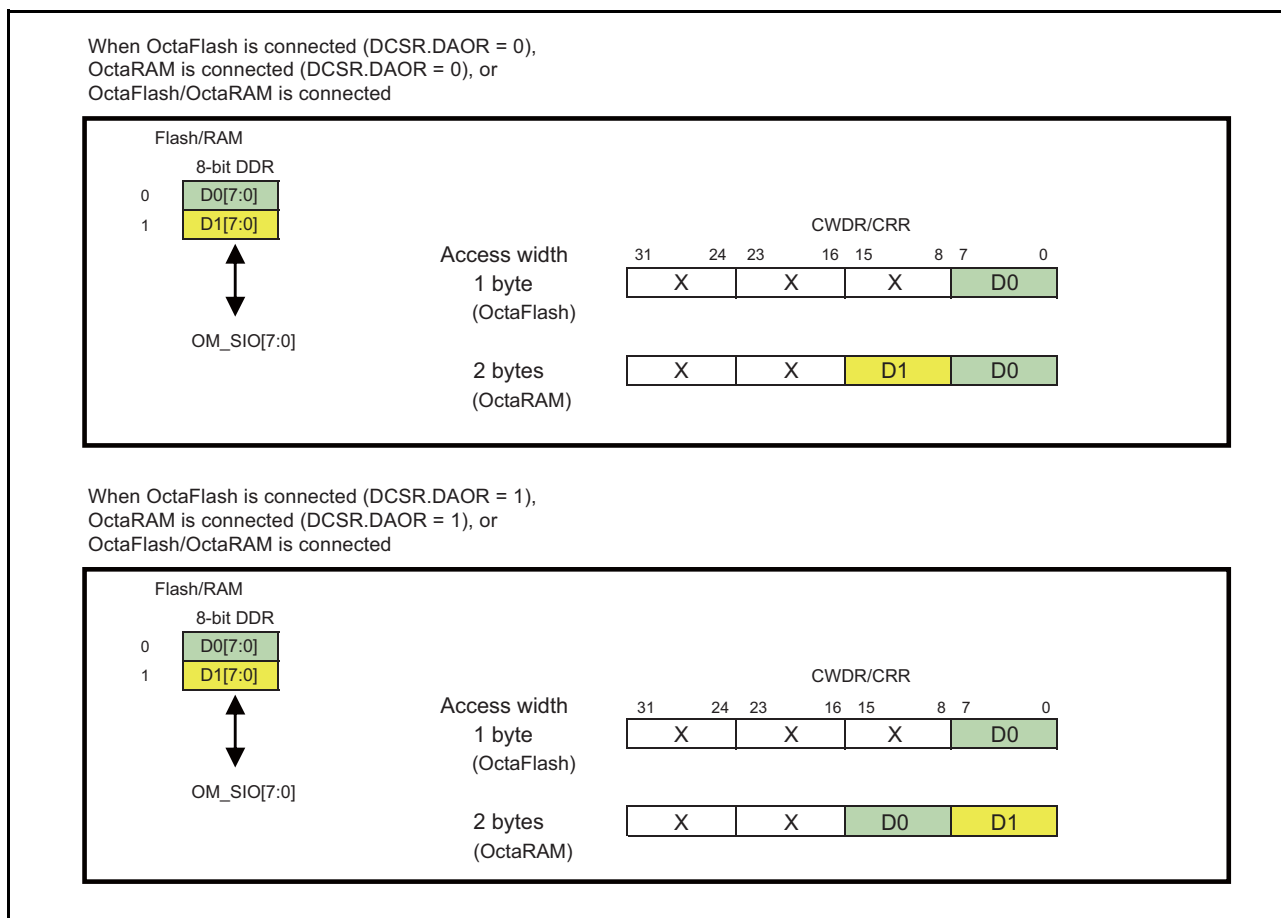 When OctaFlash is connected (DCSR.DAOR = 0),
OctaRAM is connected (DCSR.DAOR = 0), or
OctaFlash/OctaRAM is connected
Flash/RAM
8-bit DDR
0 D0[7:0]
1 D1[7:0]
OM_SIO[7:0]
CWDR/CRR
Access width 31 24 23 16 15 8 7 0
1 byte X X X D0
(OctaFlash)
2 bytes X X D1 D0
(OctaRAM)
When OctaFlash is connected (DCSR.DAOR = 1),
OctaRAM is connected (DCSR.DAOR = 1), or
OctaFlash/OctaRAM is connected
Flash/RAM
8-bit DDR
0 D0[7:0]
1 D1[7:0]
OM_SIO[7:0]
CWDR/CRR
Access width 31 24 23 16 15 8 7 0
1 byte X X X D0
(OctaFlash)
2 bytes X X D0 D1
(OctaRAM)